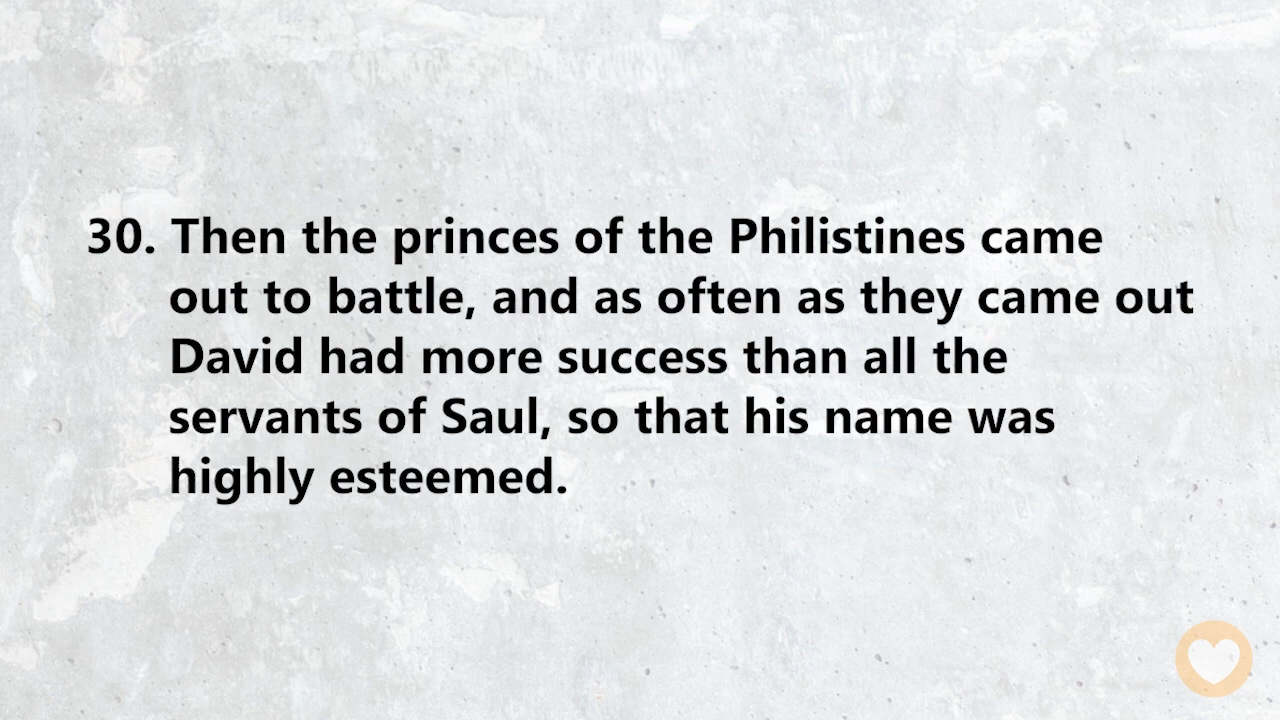 30. Then the princes of the Philistines came
out to battle, and as often as they came out
David had more success than all the
servants of Saul, so that his name was
highly esteemed.